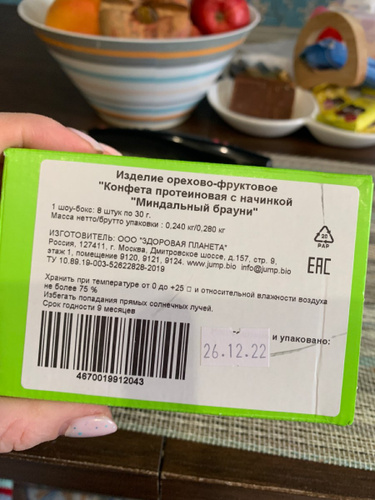 Изделие орехово-фруктовое
"Конфета протеиновая с начинкой
"Миндальный брауни"
1 шоу-бокс: 8 штук по 30 г.
Масса нетто/брутто упаковки: 0,240 кг/0,280 кг
ИЗГОТОВИТЕЛЬ: ООО "ЗДОРОВАЯ ПЛАНЕТА"
Россия, 127411, г. Москва, Дмитровское шоссе, д.157, стр. 9,
этаж 1, помещение 9120, 9121, 9124. www.jump.bio info@jump.bio
ТУ 10.89.19-003-52622828-2019
20
PAP
EAC
Хранить при температуре от 0 до +25 □ и относительной влажности воздуха
не более 75 %
Избегать попадания прямых солнечных лучей.
Срок годности 9 месяцев
и упаковано:
26.12.22
4670019912043